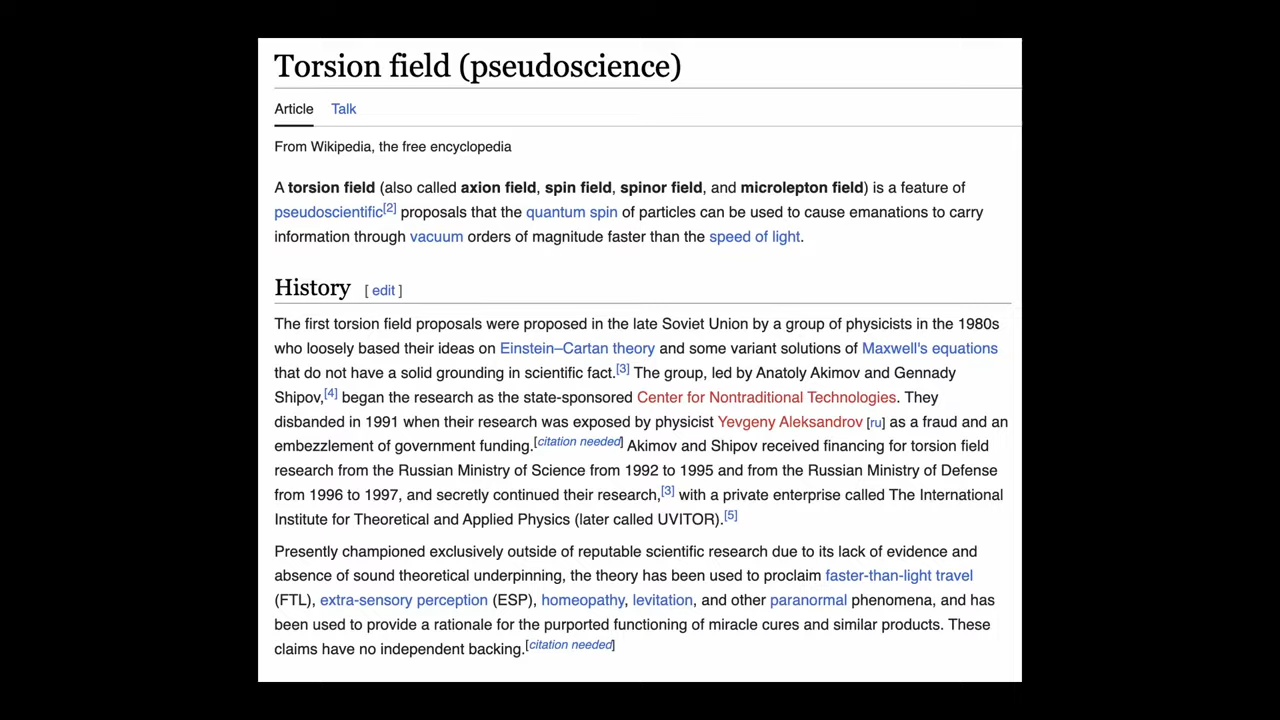 Torsion field (pseudoscience)
Article Talk
From Wikipedia, the free encyclopedia
A torsion field (also called axion field, spin field, spinor field, and microlepton field) is a feature of
pseudoscientific[2] proposals that the quantum spin of particles can be used to cause emanations to carry
information through vacuum orders of magnitude faster than the speed of light.
History [ edit ]
The first torsion field proposals were proposed in the late Soviet Union by a group of physicists in the 1980s
who loosely based their ideas on Einstein–Cartan theory and some variant solutions of Maxwell's equations
that do not have a solid grounding in scientific fact.[3] The group, led by Anatoly Akimov and Gennady
Shipov,[4] began the research as the state-sponsored Center for Nontraditional Technologies. They
disbanded in 1991 when their research was exposed by physicist Yevgeny Aleksandrov [ru] as a fraud and an
embezzlement of government funding.[citation needed] Akimov and Shipov received financing for torsion field
research from the Russian Ministry of Science from 1992 to 1995 and from the Russian Ministry of Defense
from 1996 to 1997, and secretly continued their research,[3] with a private enterprise called The International
Institute for Theoretical and Applied Physics (later called UVITOR).[5]
Presently championed exclusively outside of reputable scientific research due to its lack of evidence and
absence of sound theoretical underpinning, the theory has been used to proclaim faster-than-light travel
(FTL), extra-sensory perception (ESP), homeopathy, levitation, and other paranormal phenomena, and has
been used to provide a rationale for the purported functioning of miracle cures and similar products. These
claims have no independent backing.[citation needed]